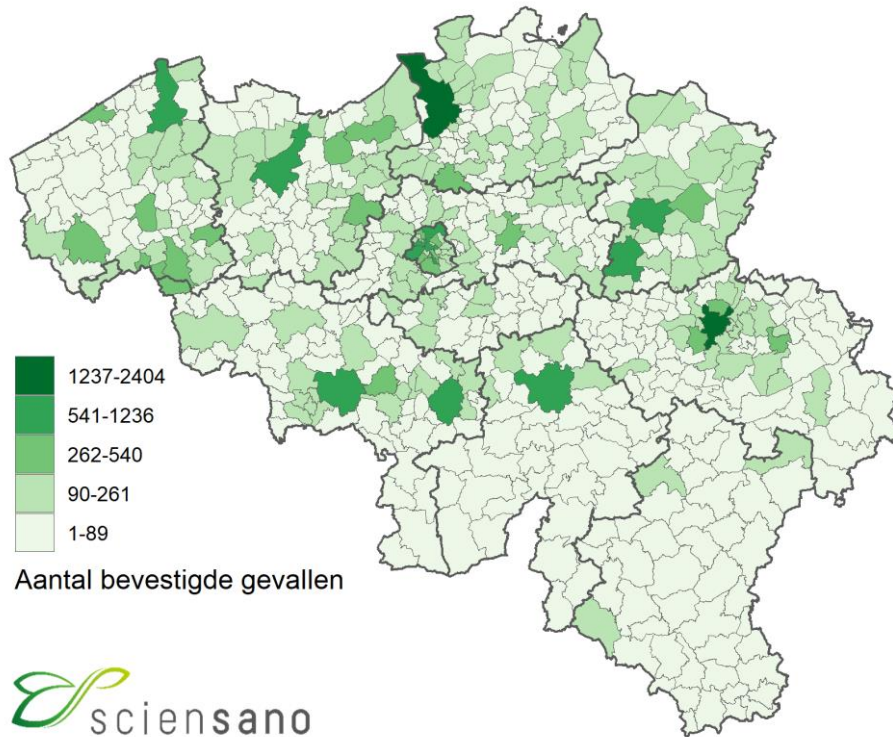 1237-2404
541-1236
262-540
90-261
1-89
Aantal bevestigde gevallen
sciensano